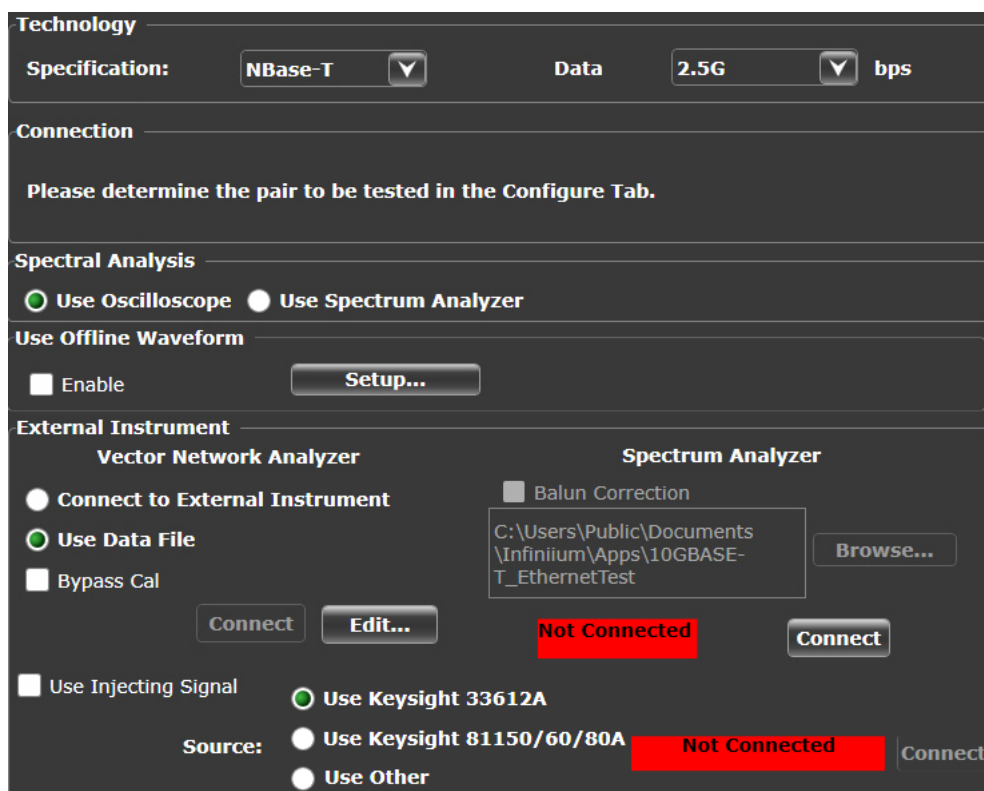 Technology
Specification: NBase-T Data 2.5G bps
Connection
Please determine the pair to be tested in the Configure Tab.
Spectral Analysis
Use Oscilloscope Use Spectrum Analyzer
Use Offline Waveform
Enable Setup...
External Instrument
Vector Network Analyzer
Connect to External Instrument
Use Data File
Bypass Cal
Connect Edit...
Spectrum Analyzer
Balun Correction
C:\Users\Public\Documents
\Infiniium\Apps\10GBASE-
T_EthernetTest
Browse...
Not Connected Connect
Use Injecting Signal
Source:
Use Keysight 33612A
Use Keysight 81150/60/80A
Use Other
Not Connected Connect